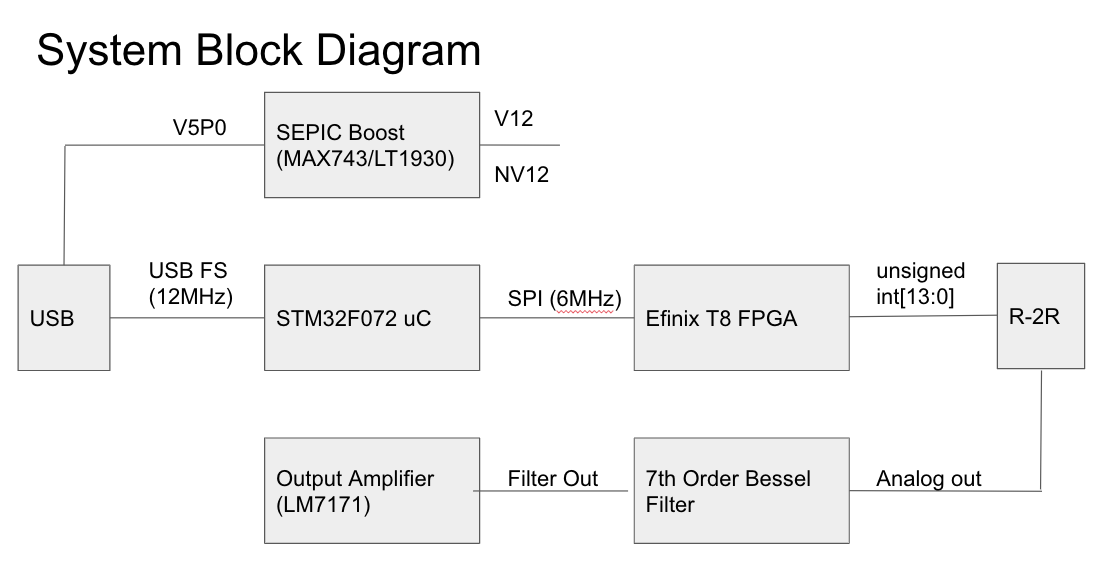 System Block Diagram
V5P0
SEPIC Boost
(MAX743/LT1930)
V12
NV12
USB
USB FS
(12MHz)
STM32F072 uC
SPI (6MHz)
Efinix T8 FPGA
unsigned
int[13:0]
R-2R
Output Amplifier
(LM7171)
Filter Out
7th Order Bessel
Filter
Analog out